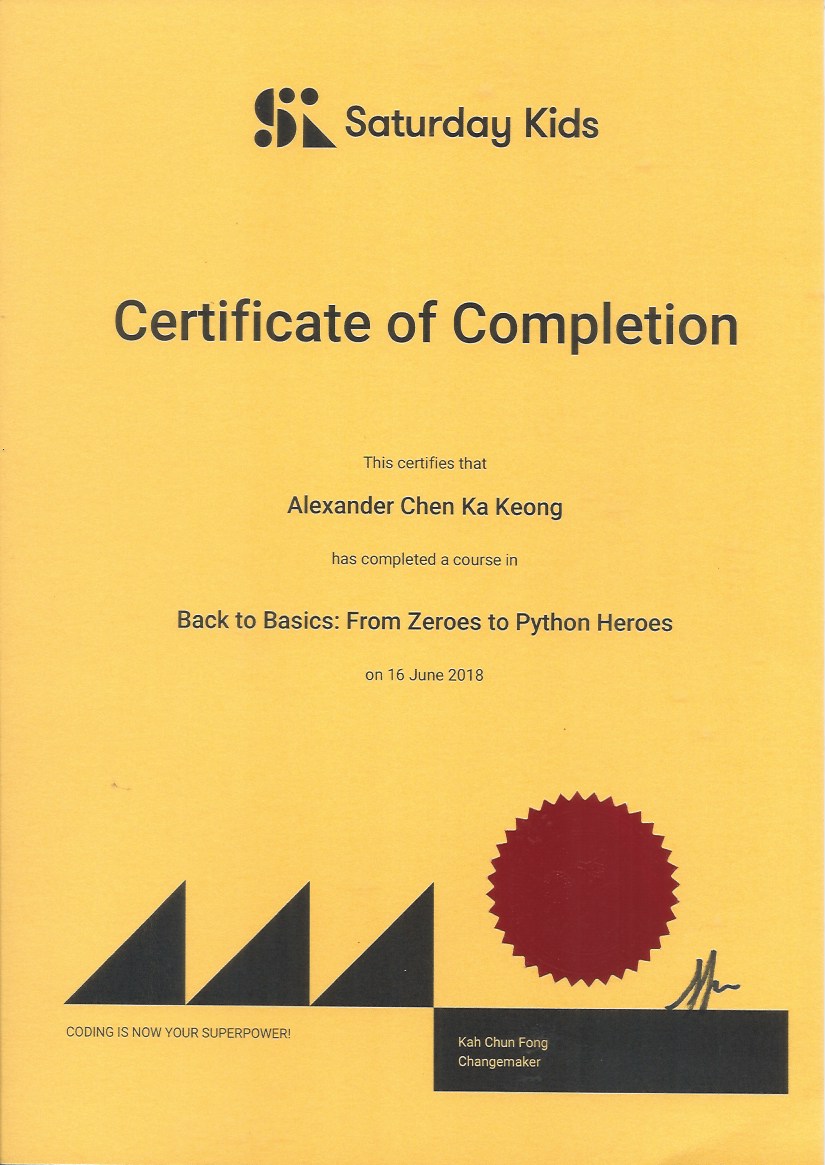 Saturday Kids
Certificate of Completion
This certifies that
Alexander Chen Ka Keong
has completed a course in
Back to Basics: From Zeroes to Python Heroes
on 16 June 2018
CODING IS NOW YOUR SUPERPOWER!
Kah Chun Fong
Changemaker